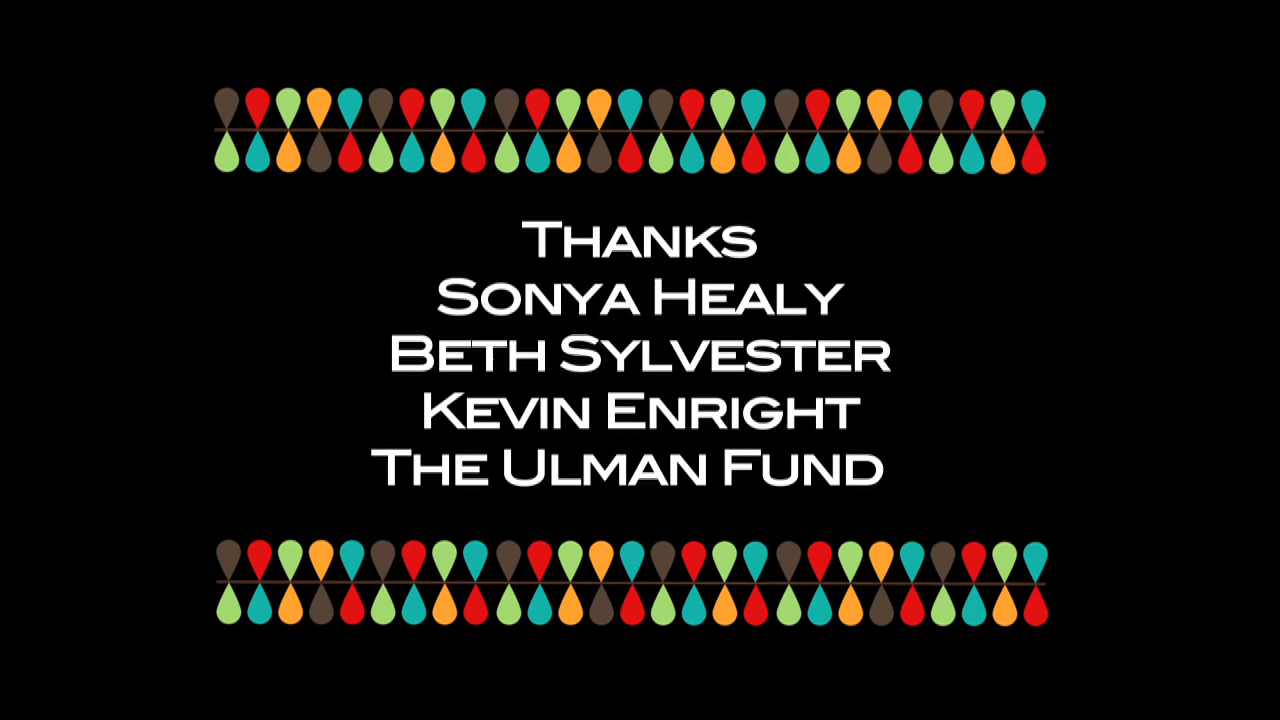 Thanks
Sonya Healy
Beth Sylvester
Kevin Enright
The Ulman Fund